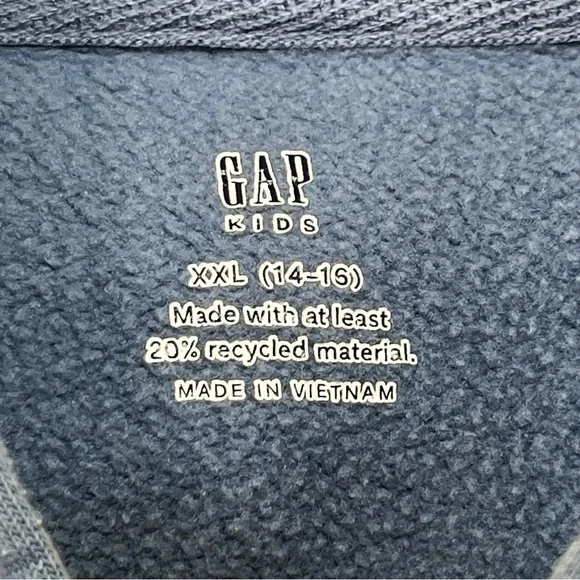 GAP
KIDS
XXL (14-16)
Made with at least
20% recycled material.
MADE IN VIETNAM